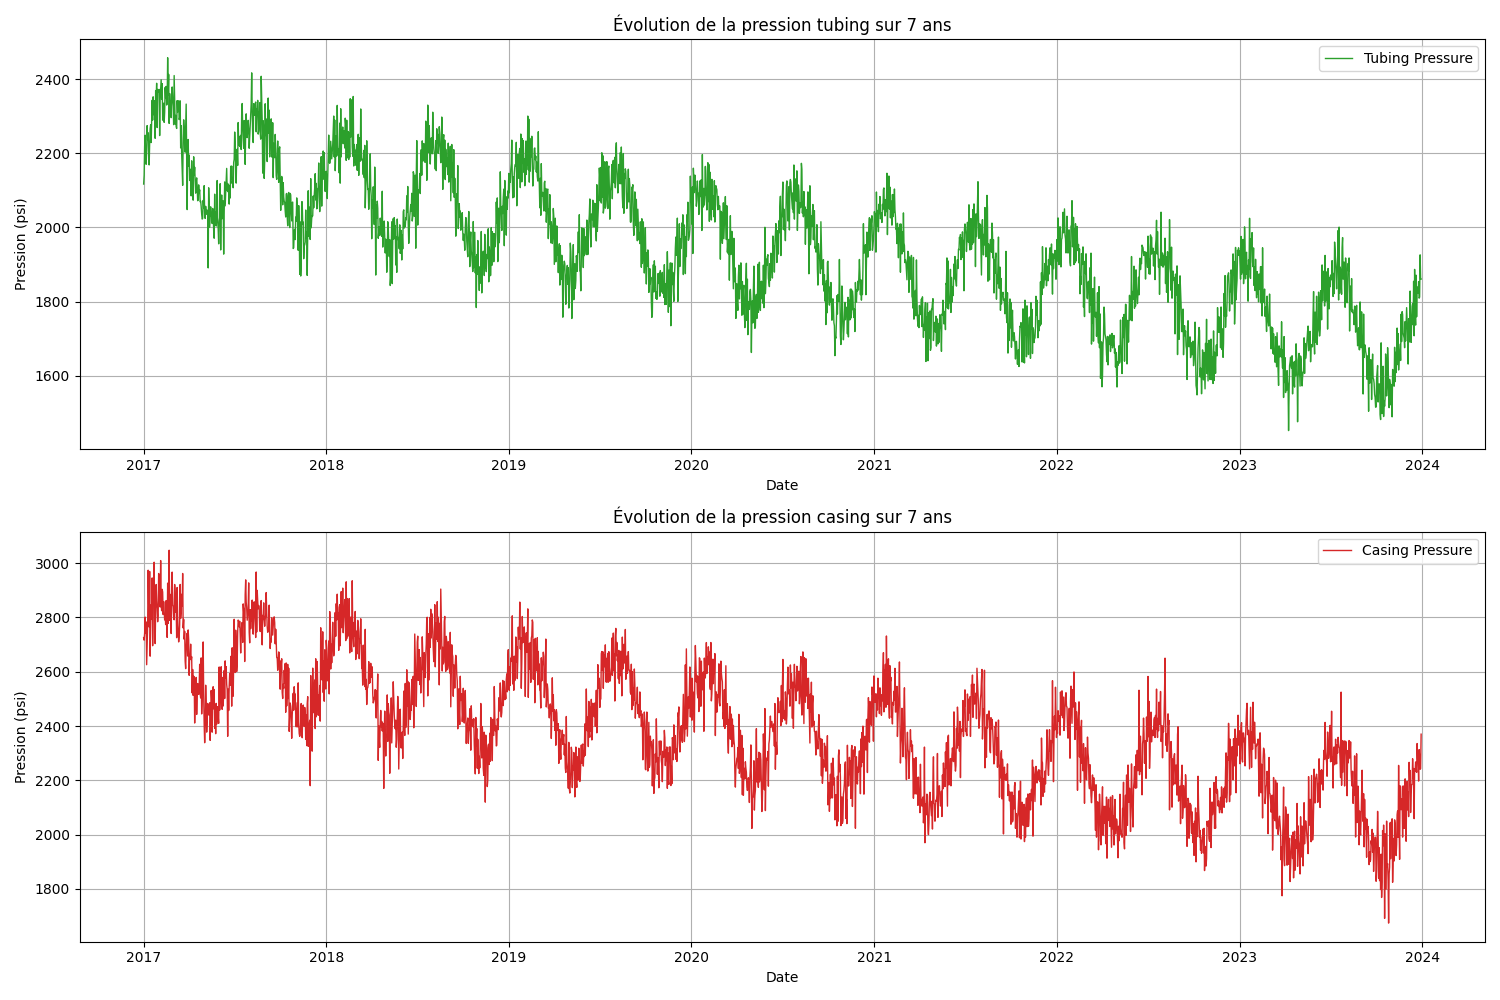 Évolution de la pression tubing sur 7 ans
Tubing Pressure
Pression (psi)
2400
2200
2000
1800
1600
2017 2018 2019 2020 2021 2022 2023 2024
Date
Évolution de la pression casing sur 7 ans
Casing Pressure
Pression (psi)
3000
2800
2600
2400
2200
2000
1800
2017 2018 2019 2020 2021 2022 2023 2024
Date